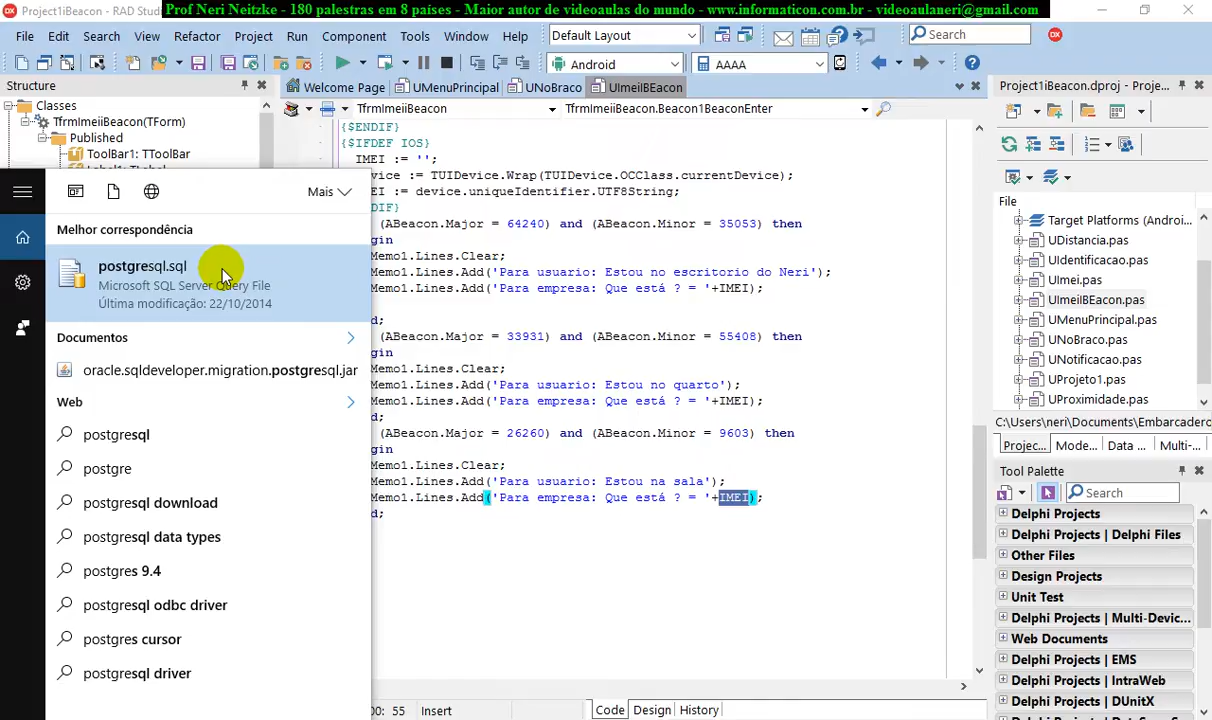 Prof Neri Neitzke - 180 palestras em 8 países - Maior autor de videoaulas do mundo - www.informaticon.com.br - videoaulaneri@gmail.com
Project1iBeacon - RAD Stud
File Edit Search View Refactor Project Run Component Tools Window Help
Default Layout
Search
Android
AAAA
Structure
Welcome Page UMenuPrincipal UNoBraco UImeiIBEacon
Project1iBeacon.dproj - Proje...
Classes
TfrmImeiiBeacon(TForm)
Published
ToolBar1: TToolBar
TfrmImeiiBeacon
TfrmImeiiBeacon.Beacon1BeaconEnter
{$ENDIF}
{$IFDEF IOS}
IMEI := '';
evice := TUIDevice.Wrap(TUIDevice.OCClass.currentDevice);
EI := device.uniqueIdentifier.UTF8String;
DIF}
(ABeacon.Major = 64240) and (ABeacon.Minor = 35053) then
gin
Memo1.Lines.Clear;
Memo1.Lines.Add('Para usuario: Estou no escritorio do Neri');
Memo1.Lines.Add('Para empresa: Que está ? = '+IMEI);
d;
(ABeacon.Major = 33931) and (ABeacon.Minor = 55408) then
gin
Memo1.Lines.Clear;
Memo1.Lines.Add('Para usuario: Estou no quarto');
Memo1.Lines.Add('Para empresa: Que está ? = '+IMEI);
d;
(ABeacon.Major = 26260) and (ABeacon.Minor = 9603) then
gin
Memo1.Lines.Clear;
Memo1.Lines.Add('Para usuario: Estou na sala');
Memo1.Lines.Add('Para empresa: Que está ? = '+IMEI);
d;
00: 55 Insert
Code Design History
Mais
Melhor correspondência
postgresql.sql
Microsoft SQL Server Query File
Última modificação: 22/10/2014
Documentos
oracle.sqldeveloper.migration.postgresql.jar
Web
postgresql
postgre
postgresql download
postgresql data types
postgres 9.4
postgresql odbc driver
postgres cursor
postgresql driver
File
Target Platforms (Androi...
UDistancia.pas
UIdentificacao.pas
UImei.pas
UImeiIBEacon.pas
UMenuPrincipal.pas
UNoBraco.pas
UNotificacao.pas
UProjeto1.pas
UProximidade.pas
C:\Users\neri\Documents\Embarcadero
Projec... Mode... Data ... Multi-...
Tool Palette
Search
Delphi Projects
Delphi Projects | Delphi Files
Other Files
Design Projects
Unit Test
Delphi Projects | Multi-Devic...
Web Documents
Delphi Projects | EMS
Delphi Projects | IntraWeb
Delphi Projects | DUnitX